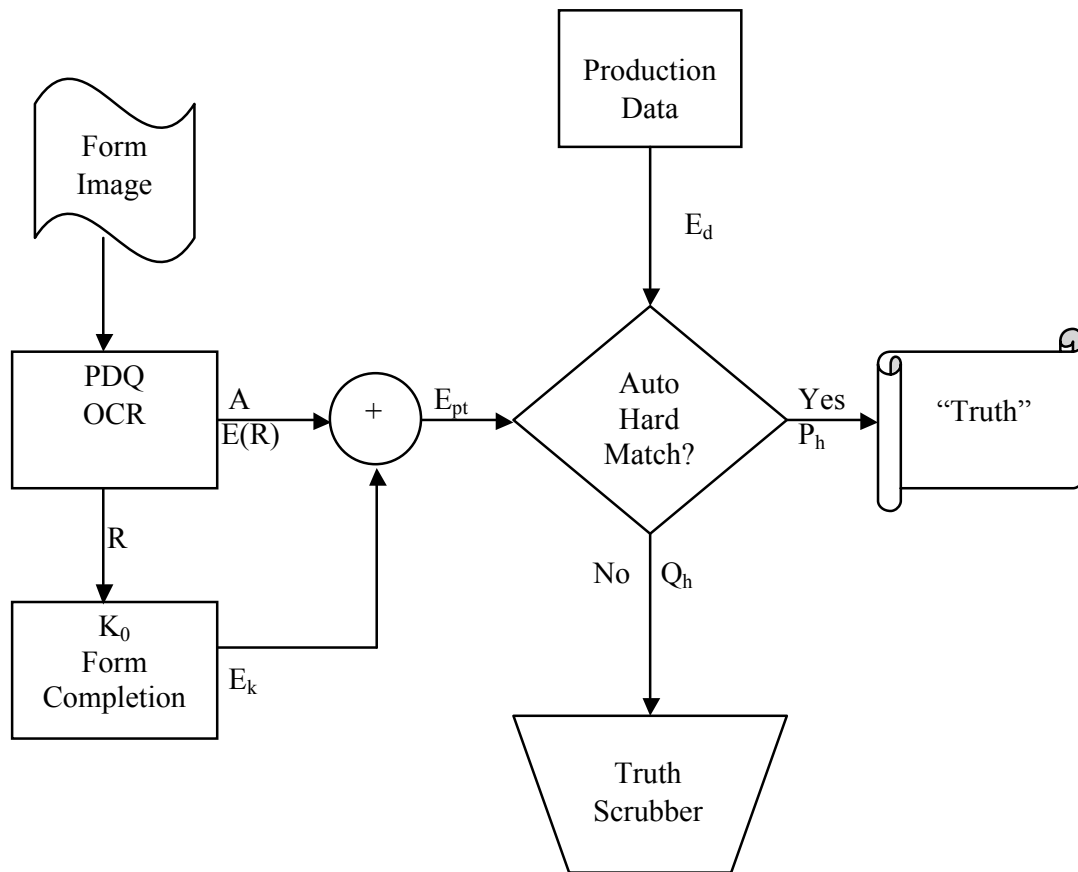 Production
Data
Form
Image
E_d
PDQ
OCR
A
E(R)
+
E_pt
Auto
Hard
Match?
Yes
P_h
“Truth”
R
No
Q_h
K_0
Form
Completion
E_k
Truth
Scrubber